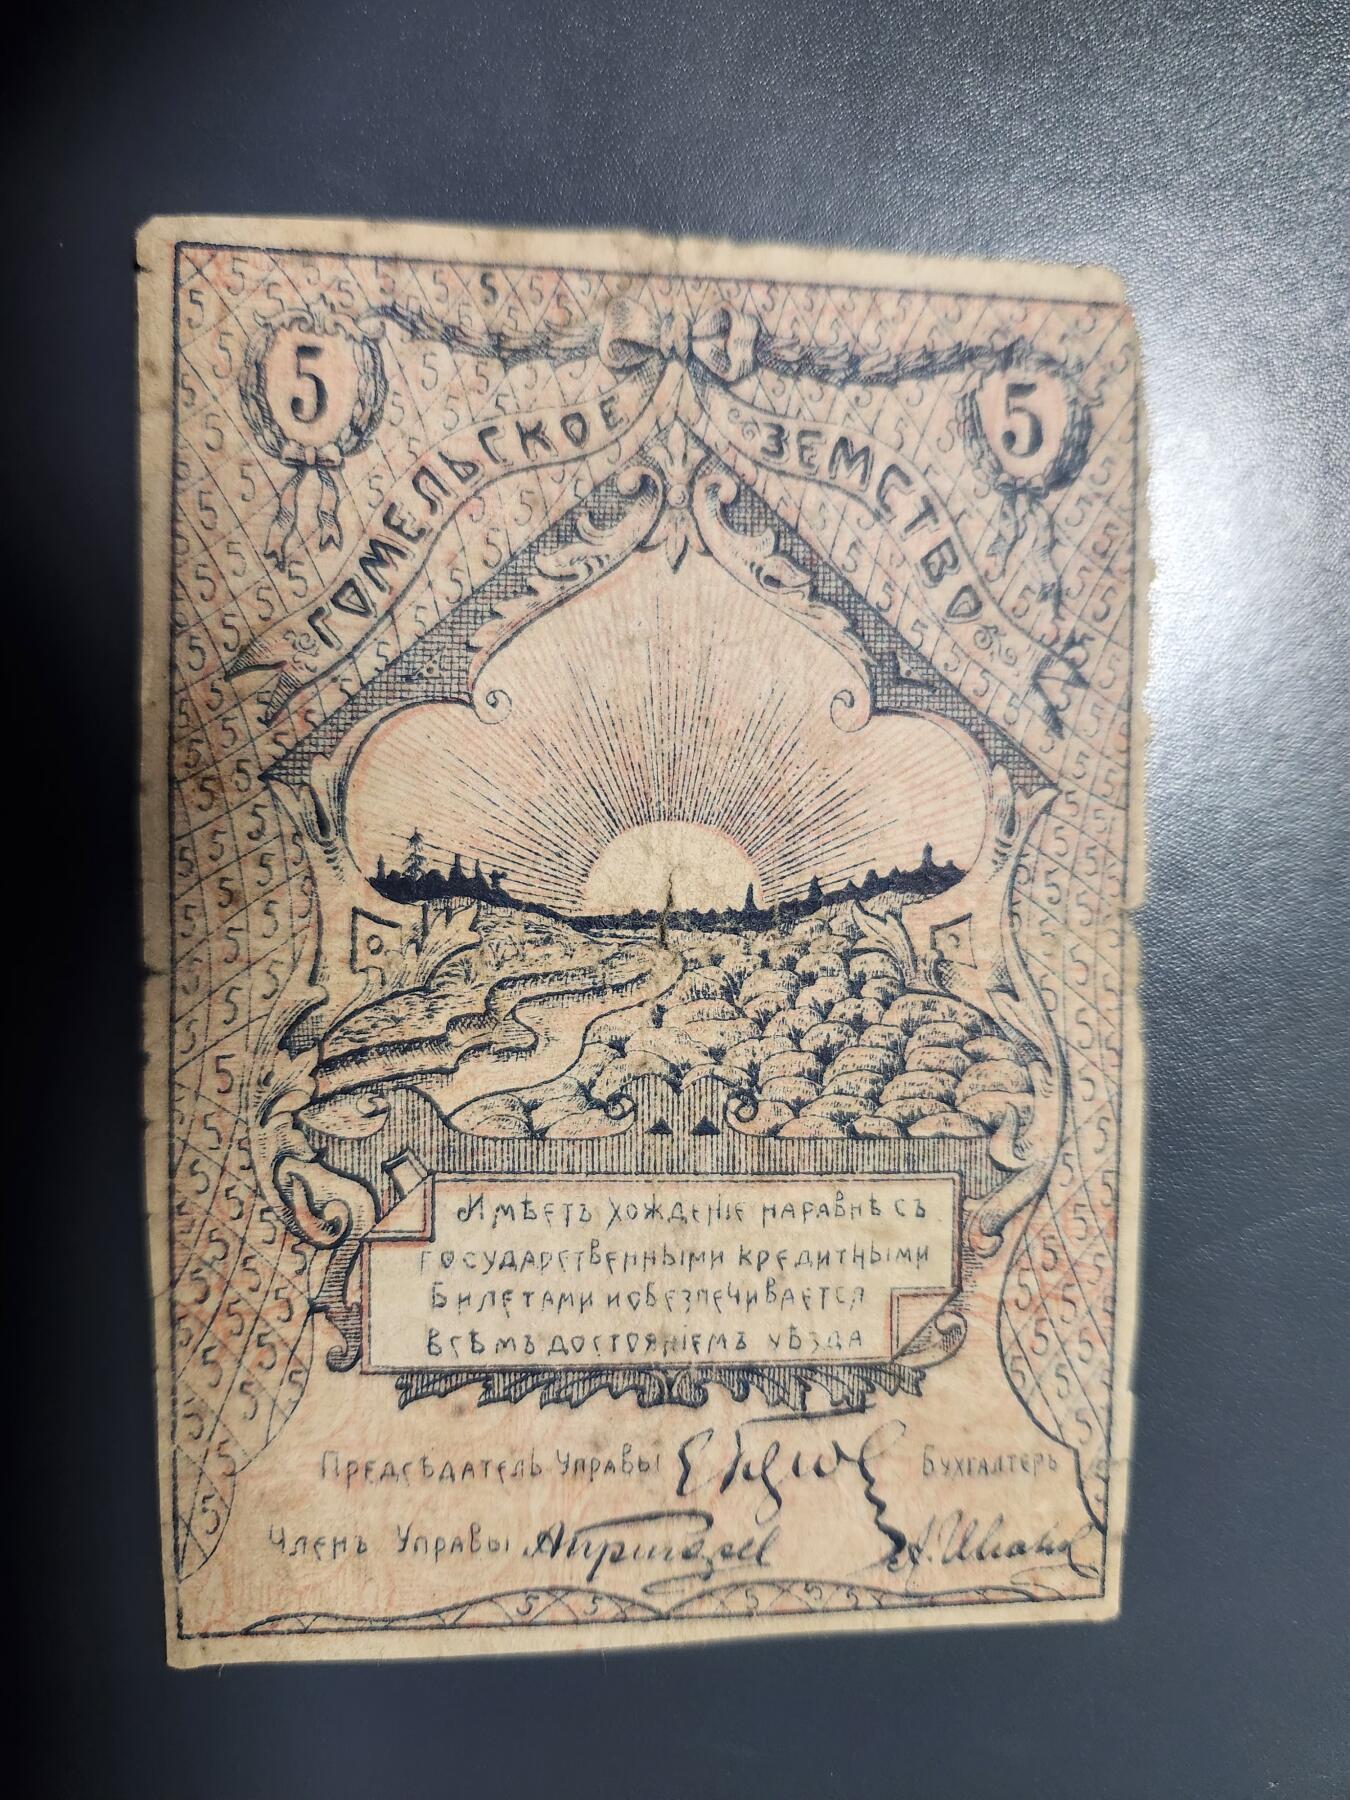 5 5
ГОМЕЛЬСКОЕ ЗЕМСТВО
Имѣетъ хожденіе наравнѣ съ
государственными кредитными
билетами и обезпечивается
всѣмъ достояніемъ уѣзда
Предсѣдатель Управы Бухгалтеръ
Членъ Управы